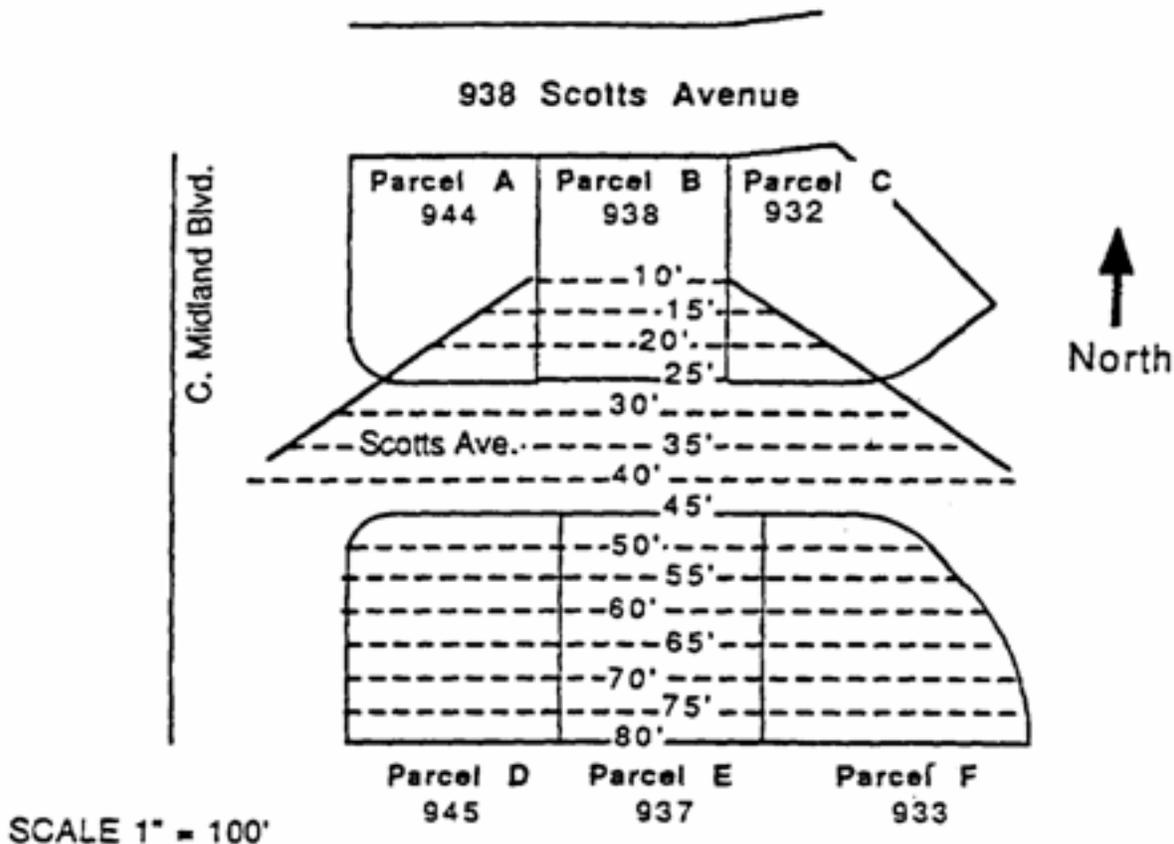 938 Scotts Avenue
C. Midland Blvd.
Parcel A
944
Parcel B
938
Parcel C
932
North
10'
15'
20'
25'
30'
Scotts Ave.
35'
40'
45'
50'
55'
60'
65'
70'
75'
80'
Parcel D
945
Parcel E
937
Parcel F
933
SCALE 1" = 100'